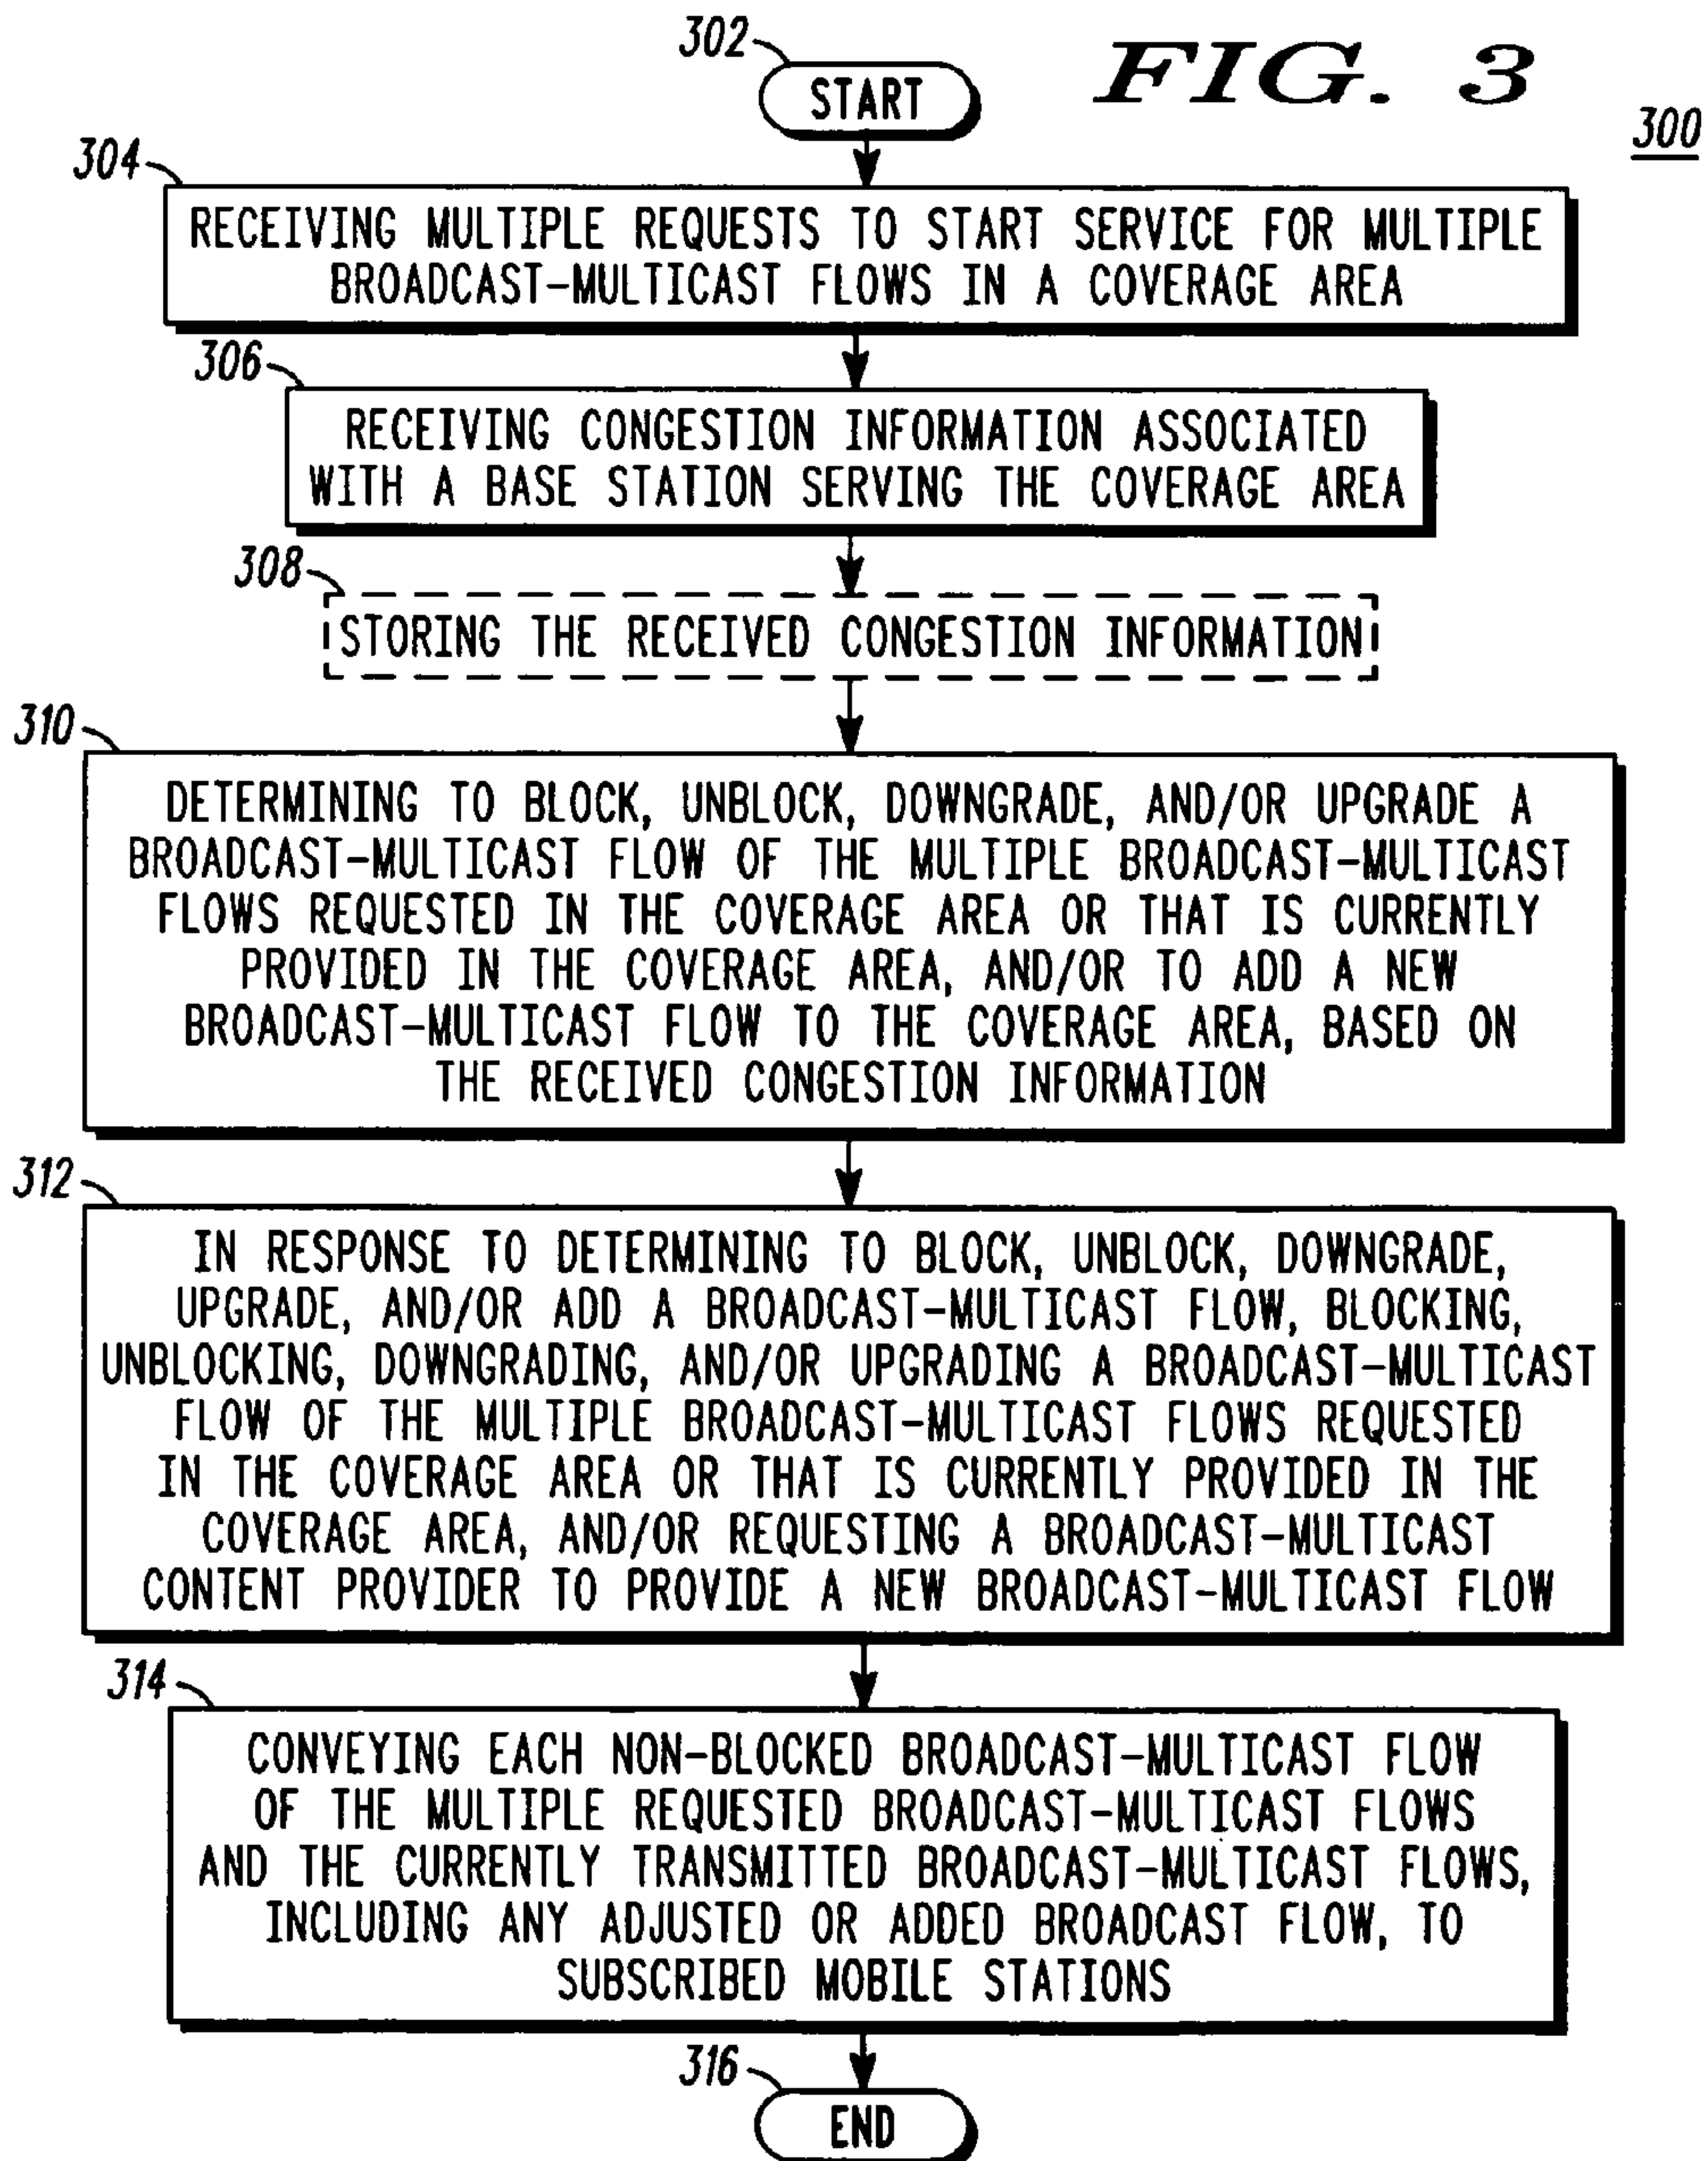 302
START
FIG. 3
300
304
RECEIVING MULTIPLE REQUESTS TO START SERVICE FOR MULTIPLE
BROADCAST-MULTICAST FLOWS IN A COVERAGE AREA
306
RECEIVING CONGESTION INFORMATION ASSOCIATED
WITH A BASE STATION SERVING THE COVERAGE AREA
308
STORING THE RECEIVED CONGESTION INFORMATION
310
DETERMINING TO BLOCK, UNBLOCK, DOWNGRADE, AND/OR UPGRADE A
BROADCAST-MULTICAST FLOW OF THE MULTIPLE BROADCAST-MULTICAST
FLOWS REQUESTED IN THE COVERAGE AREA OR THAT IS CURRENTLY
PROVIDED IN THE COVERAGE AREA, AND/OR TO ADD A NEW
BROADCAST-MULTICAST FLOW TO THE COVERAGE AREA, BASED ON
THE RECEIVED CONGESTION INFORMATION
312
IN RESPONSE TO DETERMINING TO BLOCK, UNBLOCK, DOWNGRADE,
UPGRADE, AND/OR ADD A BROADCAST-MULTICAST FLOW, BLOCKING,
UNBLOCKING, DOWNGRADING, AND/OR UPGRADING A BROADCAST-MULTICAST
FLOW OF THE MULTIPLE BROADCAST-MULTICAST FLOWS REQUESTED
IN THE COVERAGE AREA OR THAT IS CURRENTLY PROVIDED IN THE
COVERAGE AREA, AND/OR REQUESTING A BROADCAST-MULTICAST
CONTENT PROVIDER TO PROVIDE A NEW BROADCAST-MULTICAST FLOW
314
CONVEYING EACH NON-BLOCKED BROADCAST-MULTICAST FLOW
OF THE MULTIPLE REQUESTED BROADCAST-MULTICAST FLOWS
AND THE CURRENTLY TRANSMITTED BROADCAST-MULTICAST FLOWS,
INCLUDING ANY ADJUSTED OR ADDED BROADCAST FLOW, TO
SUBSCRIBED MOBILE STATIONS
316
END